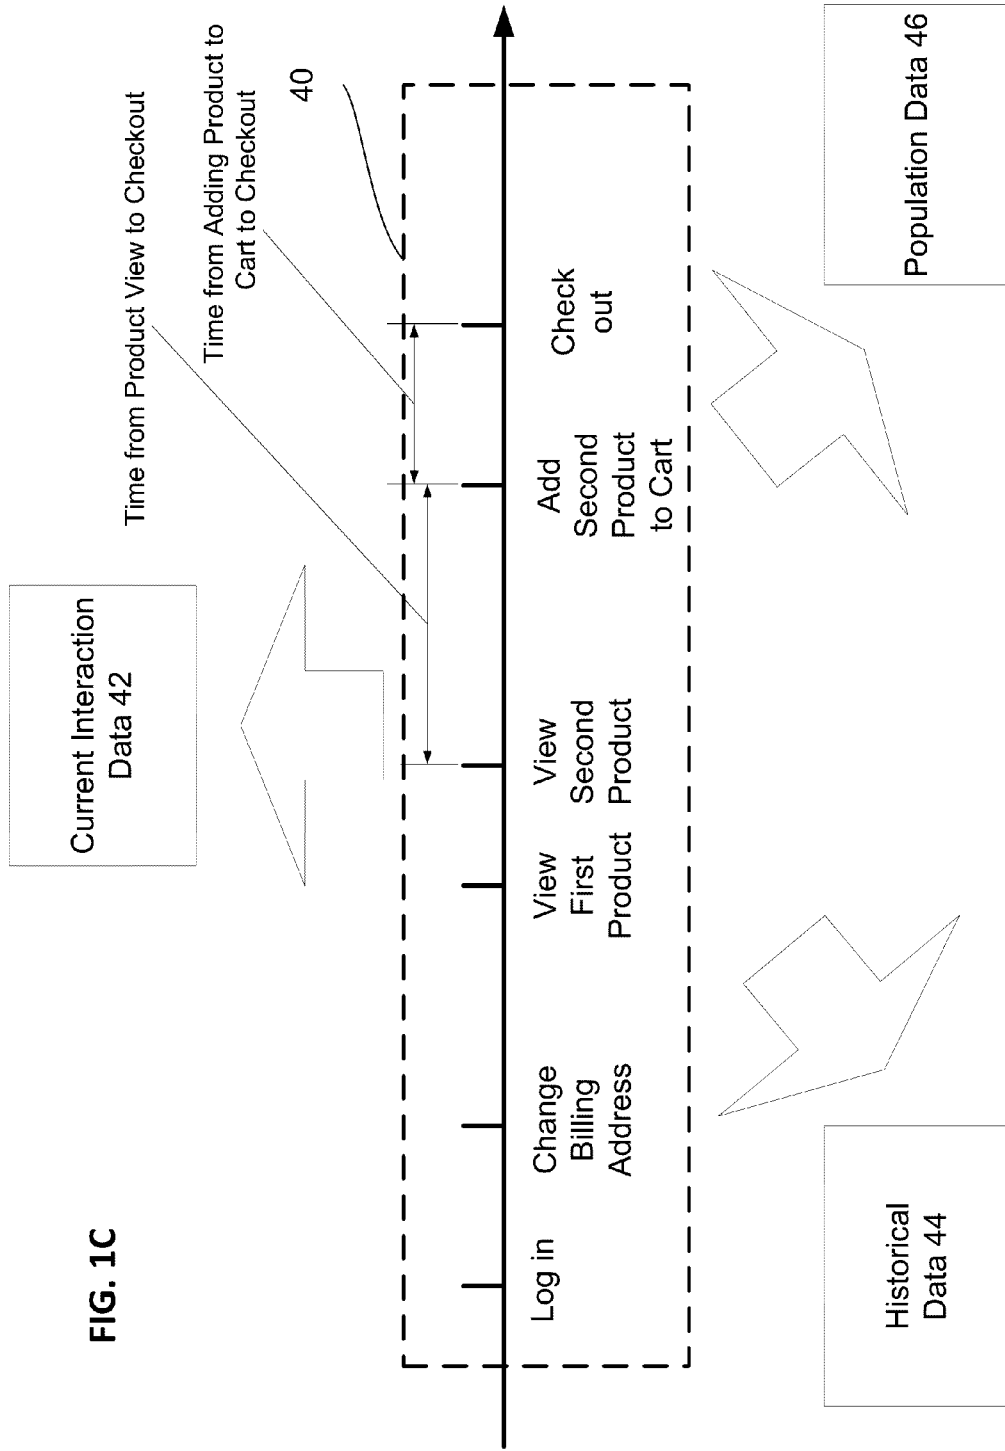 FIG. 1C
Current Interaction
Data 42
Time from Product View to Checkout
Time from Adding Product to
Cart to Checkout
40
Log in
Change
Billing
Address
View
First
Product
View
Second
Product
Add
Second
Product
to Cart
Check
out
Historical
Data 44
Population Data 46